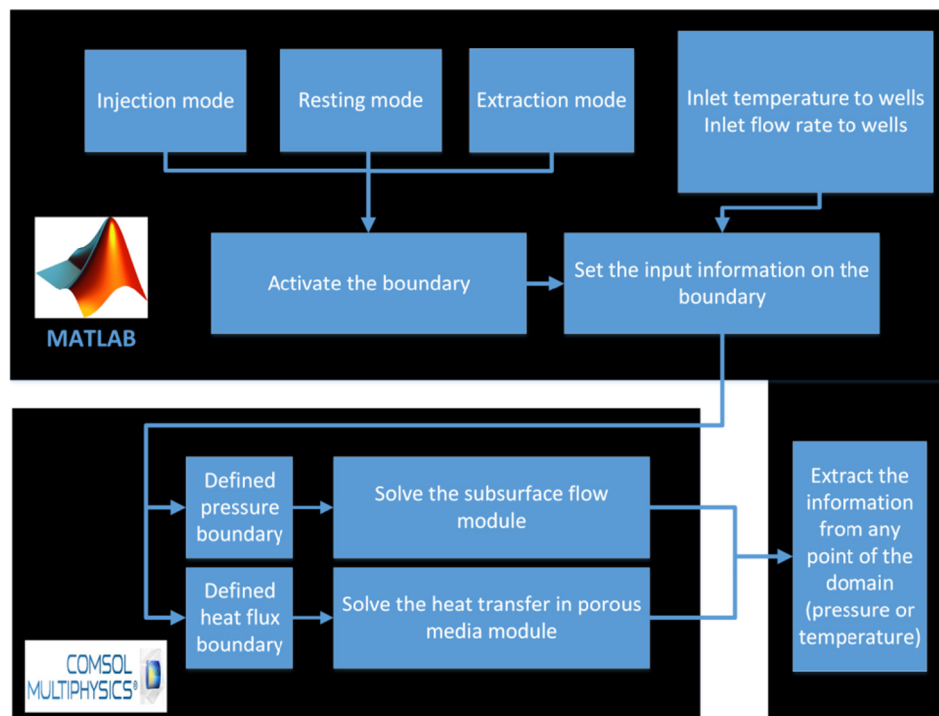 Injection mode
Resting mode
Extraction mode
Inlet temperature to wells
Inlet flow rate to wells
Activate the boundary
Set the input information on the
boundary
MATLAB
Defined
pressure
boundary
Solve the subsurface flow
module
Extract the
information
from any
point of the
domain
(pressure or
temperature)
Defined
heat flux
boundary
Solve the heat transfer in porous
media module
COMSOL
MULTIPHYSICS®